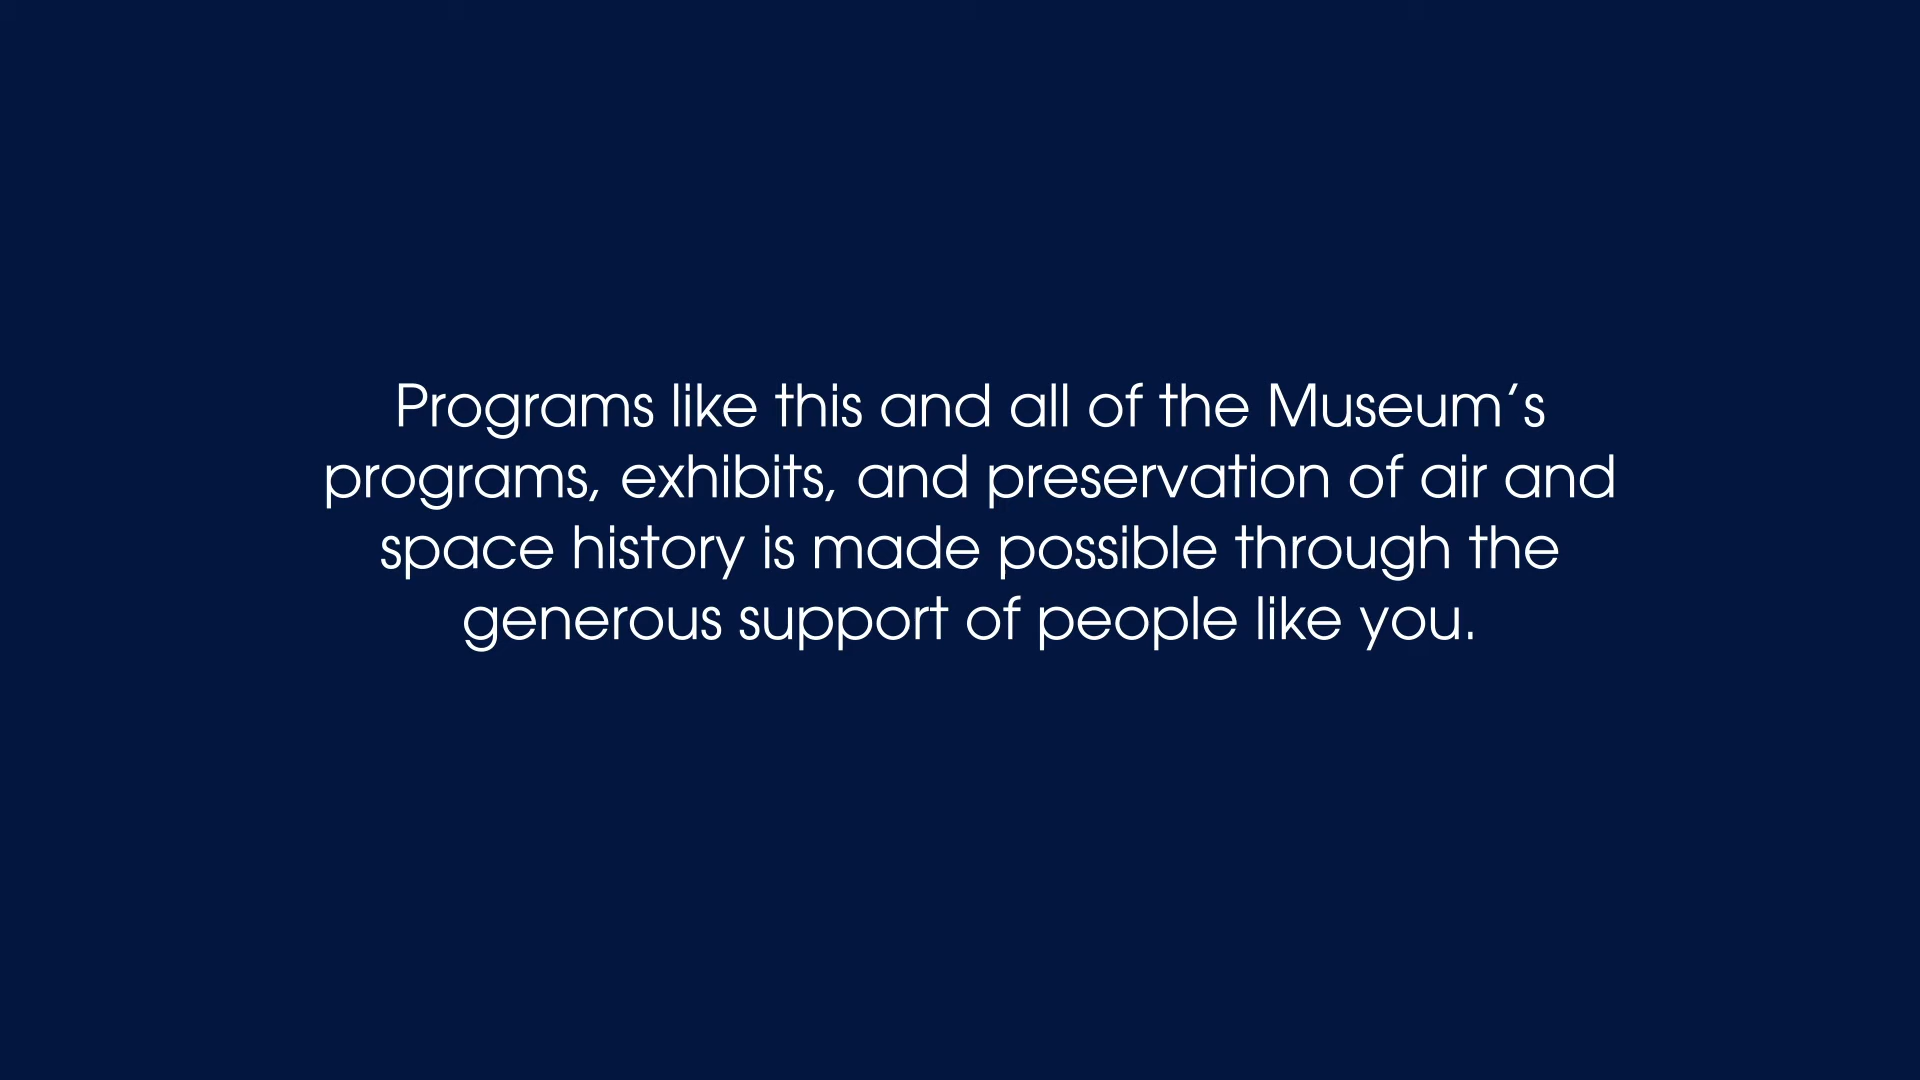 Programs like this and all of the Museum’s
programs, exhibits, and preservation of air and
space history is made possible through the
generous support of people like you.